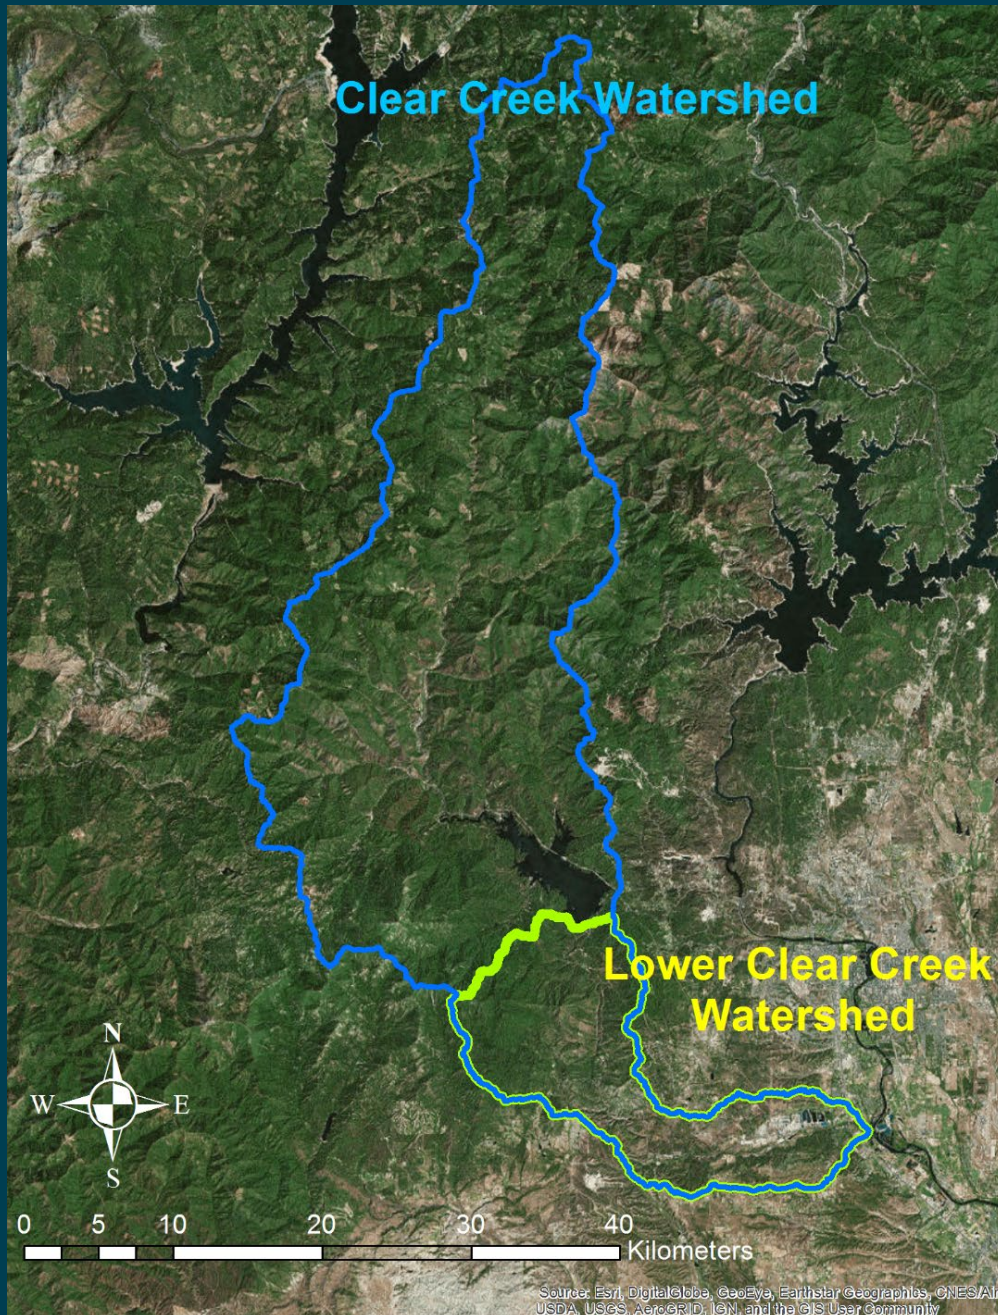 Clear Creek Watershed
Lower Clear Creek
Watershed
N
W E
S
0 5 10 20 30 40
Kilometers
Source: Esri, DigitalGlobe, GeoEye, Earthstar Geographics, CNES/Ai
USDA, USGS, AeroGRID, IGN, and the GIS User Community